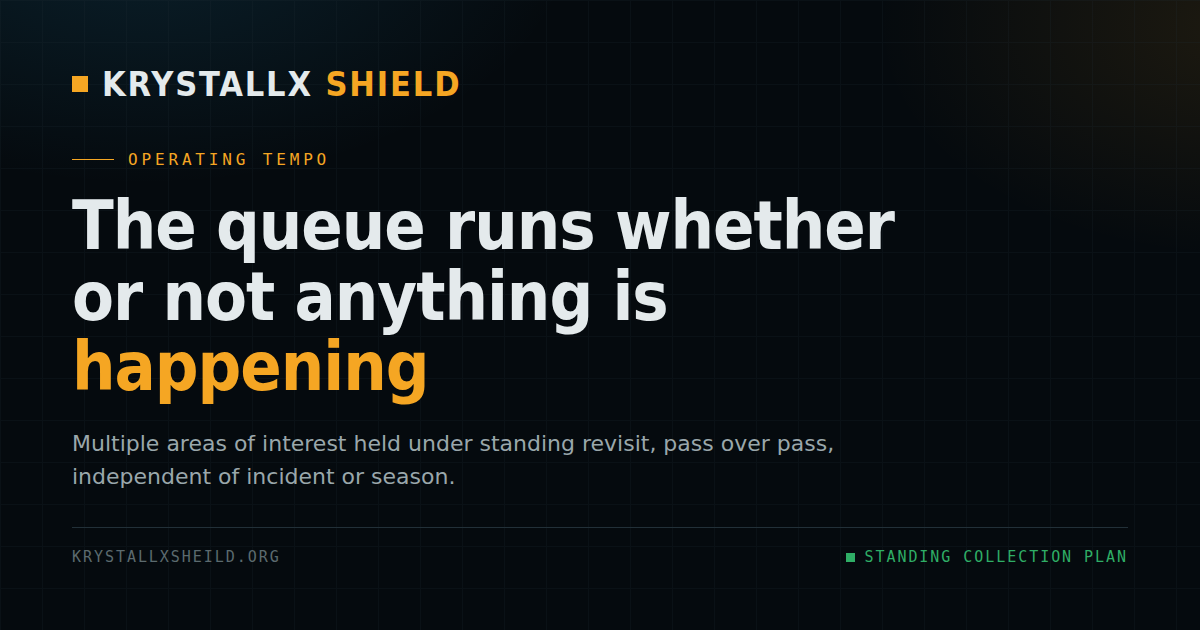 KRYSTALLX SHIELD
OPERATING TEMPO
The queue runs whether
or not anything is
happening
Multiple areas of interest held under standing revisit, pass over pass,
independent of incident or season.
KRYSTALLXSHEILD.ORG
STANDING COLLECTION PLAN